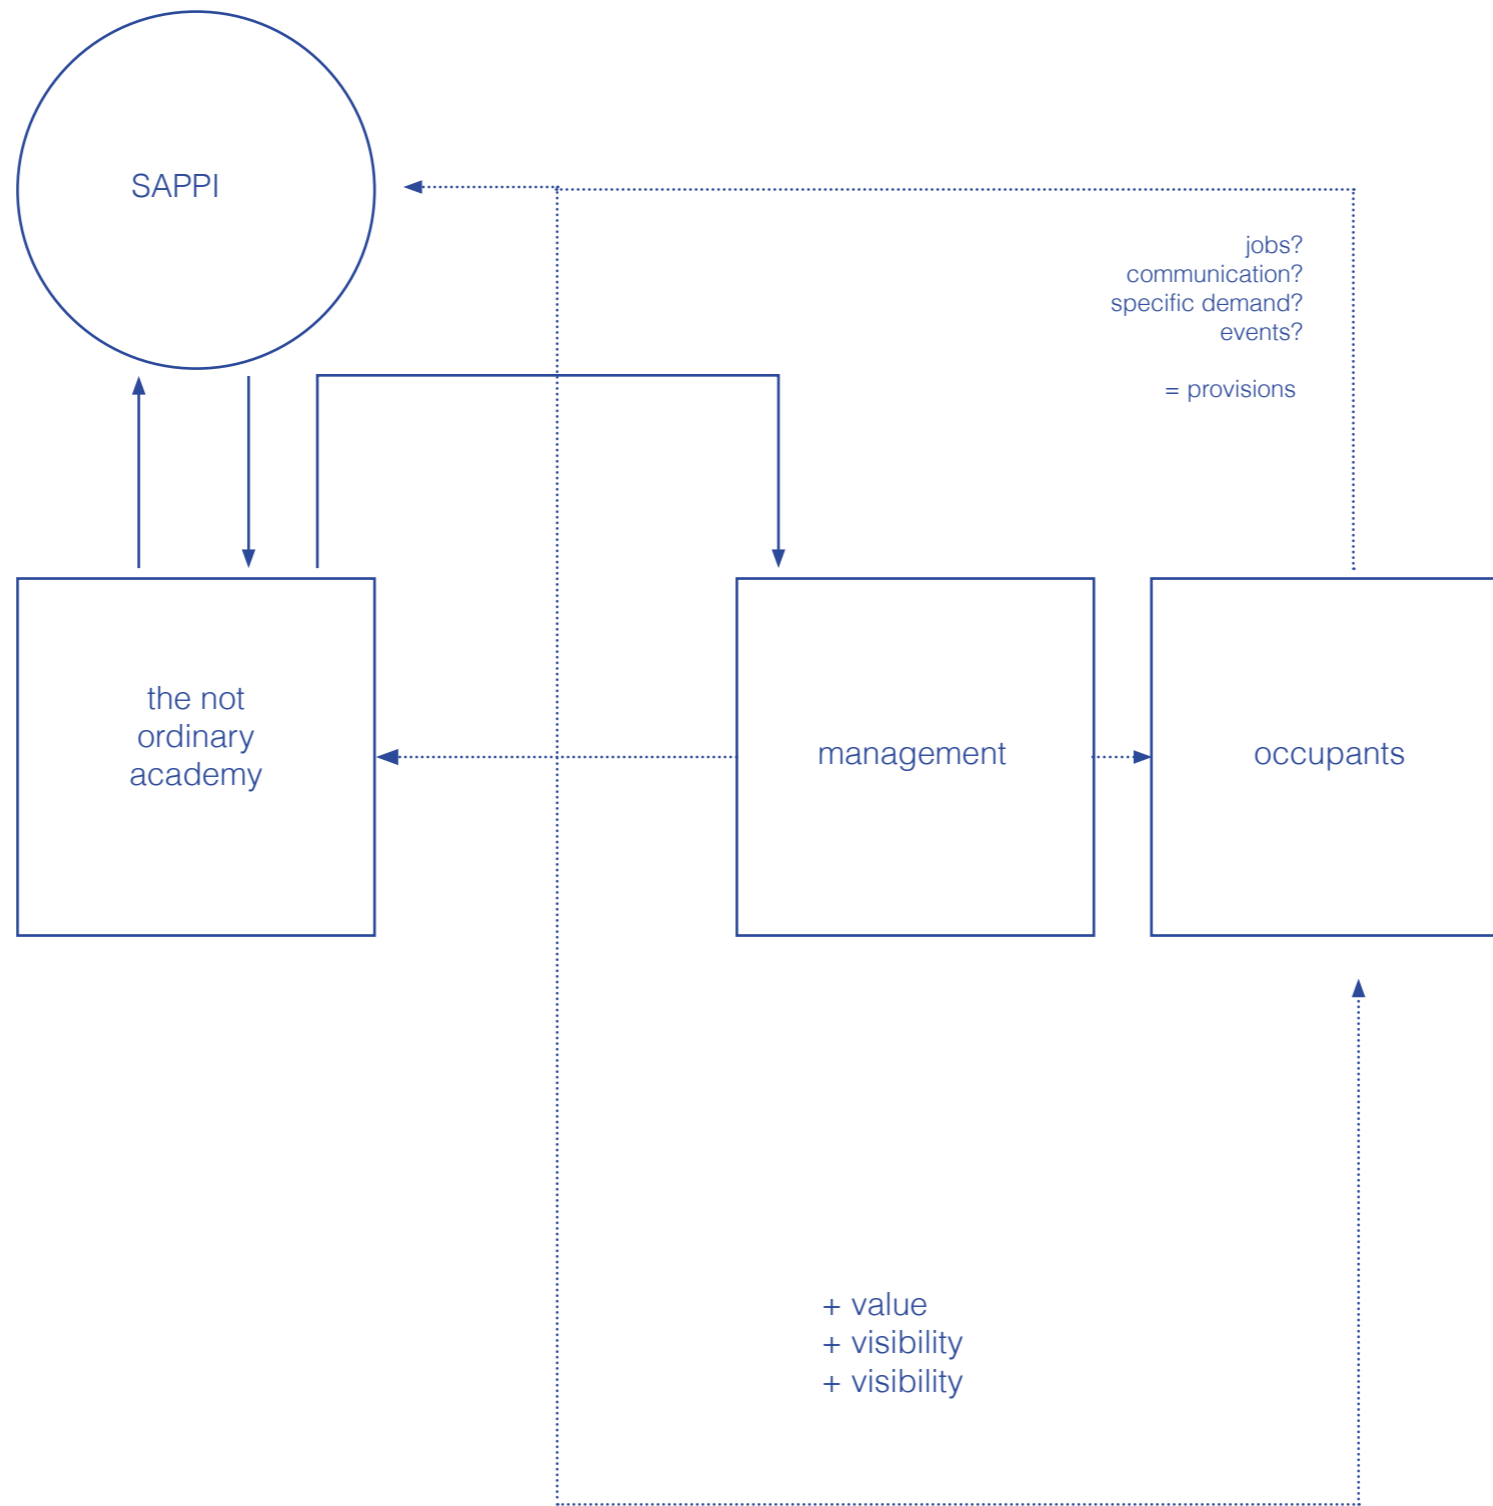 SAPPI
jobs?
communication?
specific demand?
events?
= provisions
the not
ordinary
academy
management
occupants
+ value
+ visibility
+ visibility